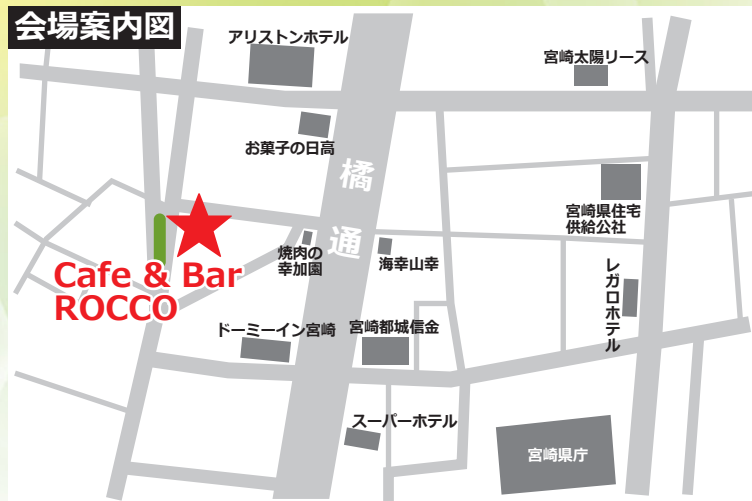 会場案内図
アリストンホテル
宮崎太陽リース
お菓子の日高
橘通
宮崎県住宅
供給公社
焼肉の
幸加園
海幸山幸
Cafe & Bar
ROCCO
レガロホテル
ドーミーイン宮崎
宮崎都城信金
スーパーホテル
宮崎県庁